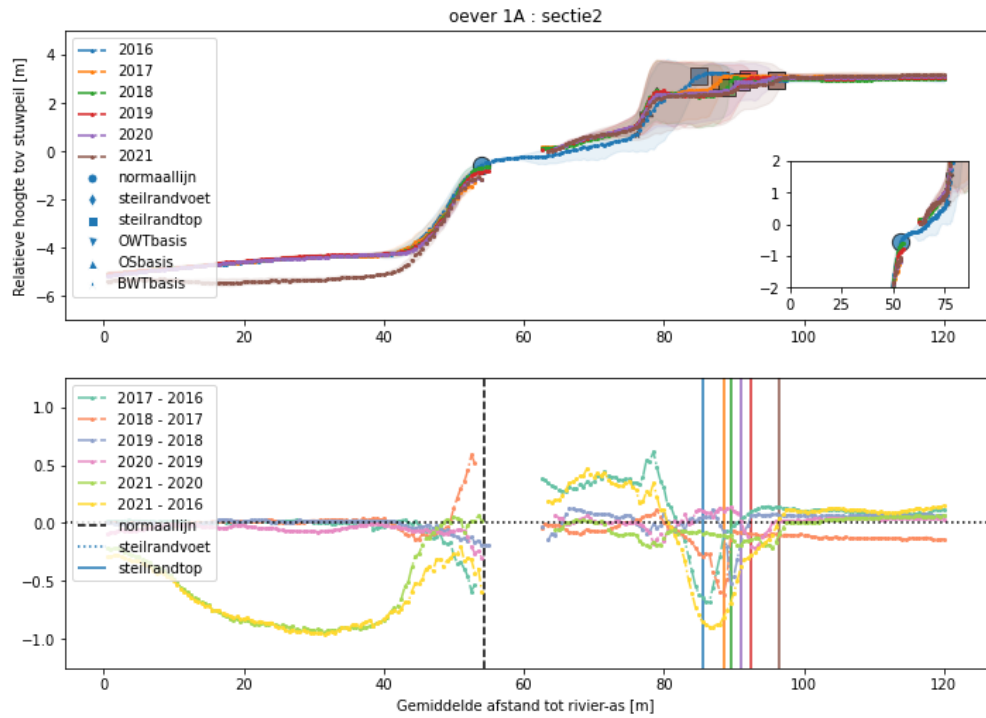 oever 1A : sectie2
Relatieve hoogte tov stuwpeil [m]
4
2
0
−2
−4
−6
2016
2017
2018
2019
2020
2021
normaallijn
steilrandvoet
steilrandtop
OWTbasis
OSbasis
BWTbasis
2
1
0
−1
−2
0 25 50 75
0 20 40 60 80 100 120
1.0
0.5
0.0
−0.5
−1.0
2017 - 2016
2018 - 2017
2019 - 2018
2020 - 2019
2021 - 2020
2021 - 2016
normaallijn
steilrandvoet
steilrandtop
0 20 40 60 80 100 120
Gemiddelde afstand tot rivier-as [m]